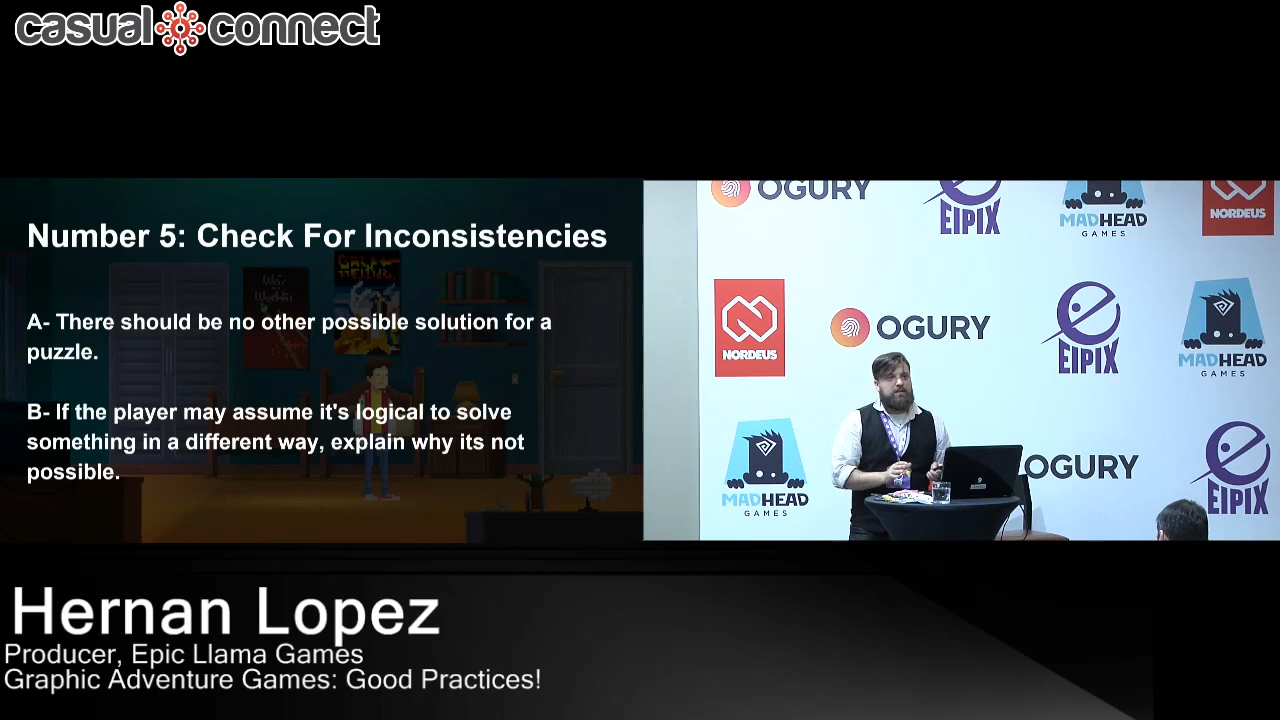 casual connect
Number 5: Check For Inconsistencies
A- There should be no other possible solution for a
puzzle.
B- If the player may assume it's logical to solve
something in a different way, explain why its not
possible.
OGURY
EIPIX
MADHEAD
GAMES
NORDEUS
NORDEUS
OGURY
EIPIX
MADHEAD
GAMES
MADHEAD
GAMES
OGURY
EIPIX
Hernan Lopez
Producer, Epic Llama Games
Graphic Adventure Games: Good Practices!